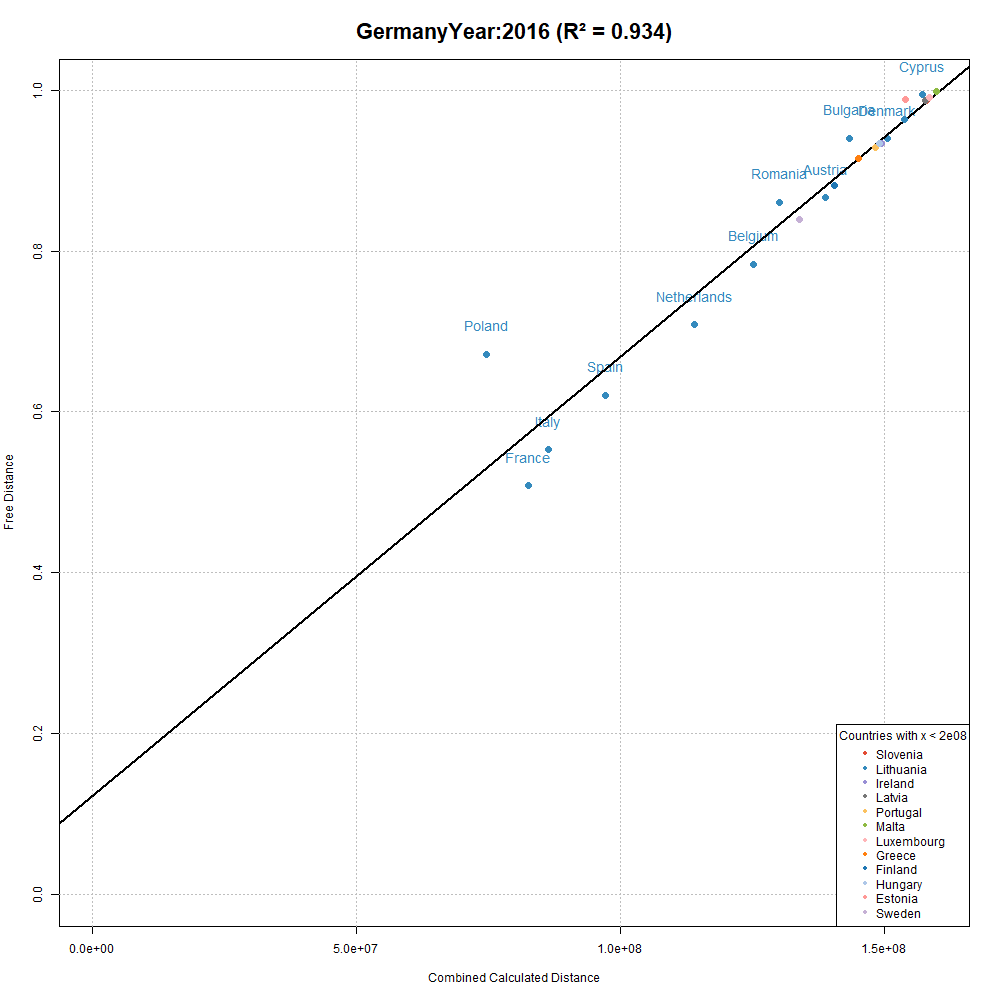 GermanyYear:2016 (R² = 0.934)
Cyprus
Bulgaria
Denmark
Romania
Austria
Belgium
Netherlands
Poland
Spain
Italy
France
Free Distance
1.0
0.8
0.6
0.4
0.2
0.0
Countries with x < 2e08
Slovenia
Lithuania
Ireland
Latvia
Portugal
Malta
Luxembourg
Greece
Finland
Hungary
Estonia
Sweden
0.0e+00 5.0e+07 1.0e+08 1.5e+08
Combined Calculated Distance